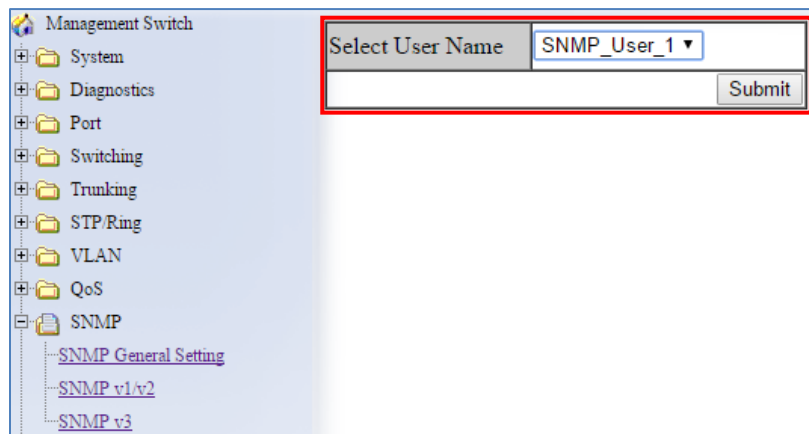 Management Switch
System
Diagnostics
Port
Switching
Trunking
STP/Ring
VLAN
QoS
SNMP
SNMP General Setting
SNMP v1/v2
SNMP v3
Select User Name SNMP_User_1
Submit